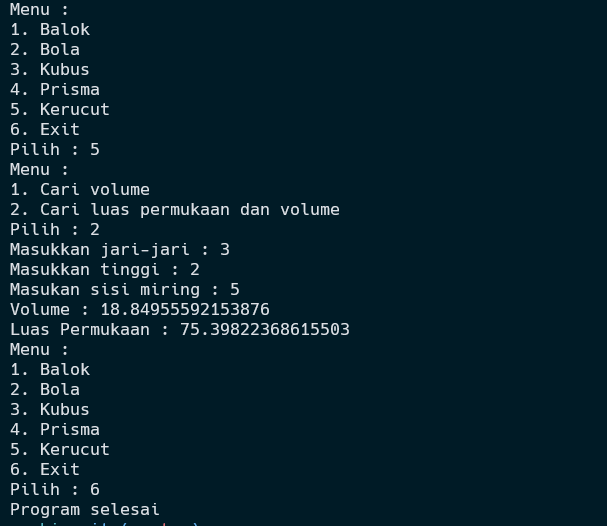 Menu :
1. Balok
2. Bola
3. Kubus
4. Prisma
5. Kerucut
6. Exit
Pilih : 5
Menu :
1. Cari volume
2. Cari luas permukaan dan volume
Pilih : 2
Masukkan jari-jari : 3
Masukkan tinggi : 2
Masukan sisi miring : 5
Volume : 18.84955592153876
Luas Permukaan : 75.39822368615503
Menu :
1. Balok
2. Bola
3. Kubus
4. Prisma
5. Kerucut
6. Exit
Pilih : 6
Program selesai